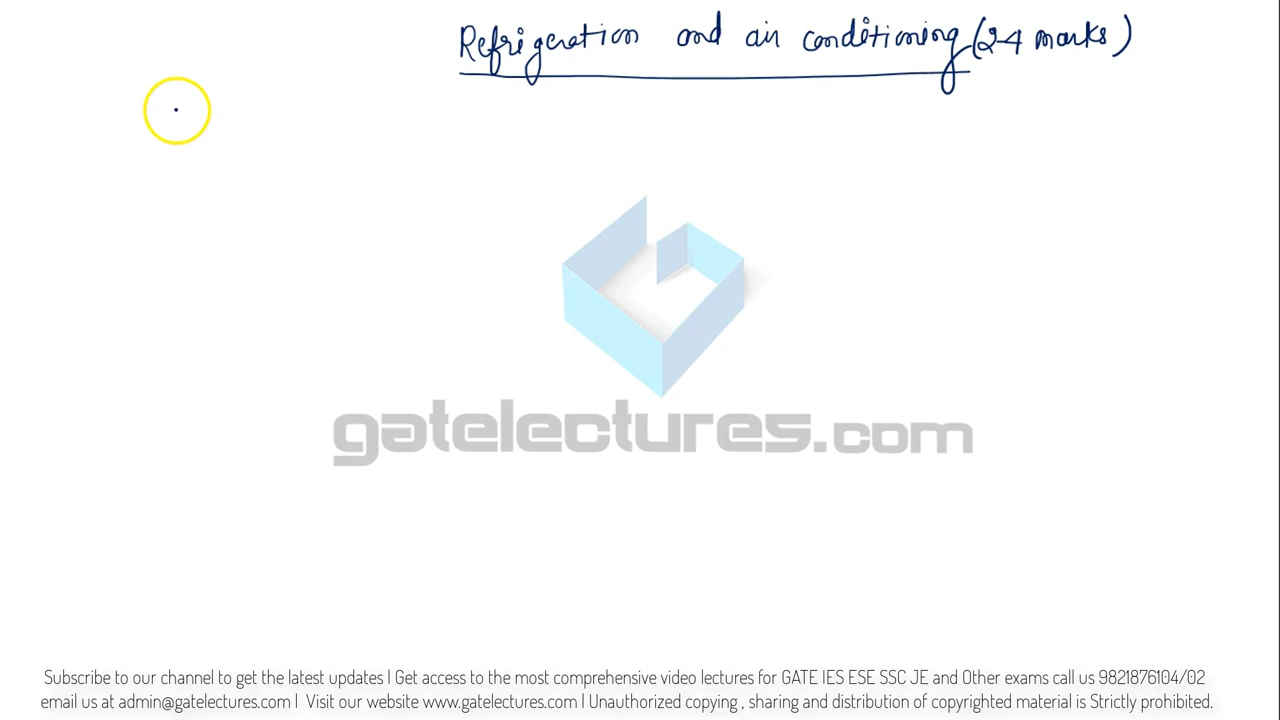 Refrigeration and air conditioning (2-4 marks)
gatelectures.com
Subscribe to our channel to get the latest updates | Get access to the most comprehensive video lectures for GATE IES ESE SSC JE and Other exams call us 9821876104/02
email us at admin@gatelectures.com | Visit our website www.gatelectures.com | Unauthorized copying , sharing and distribution of copyrighted material is Strictly prohibited.